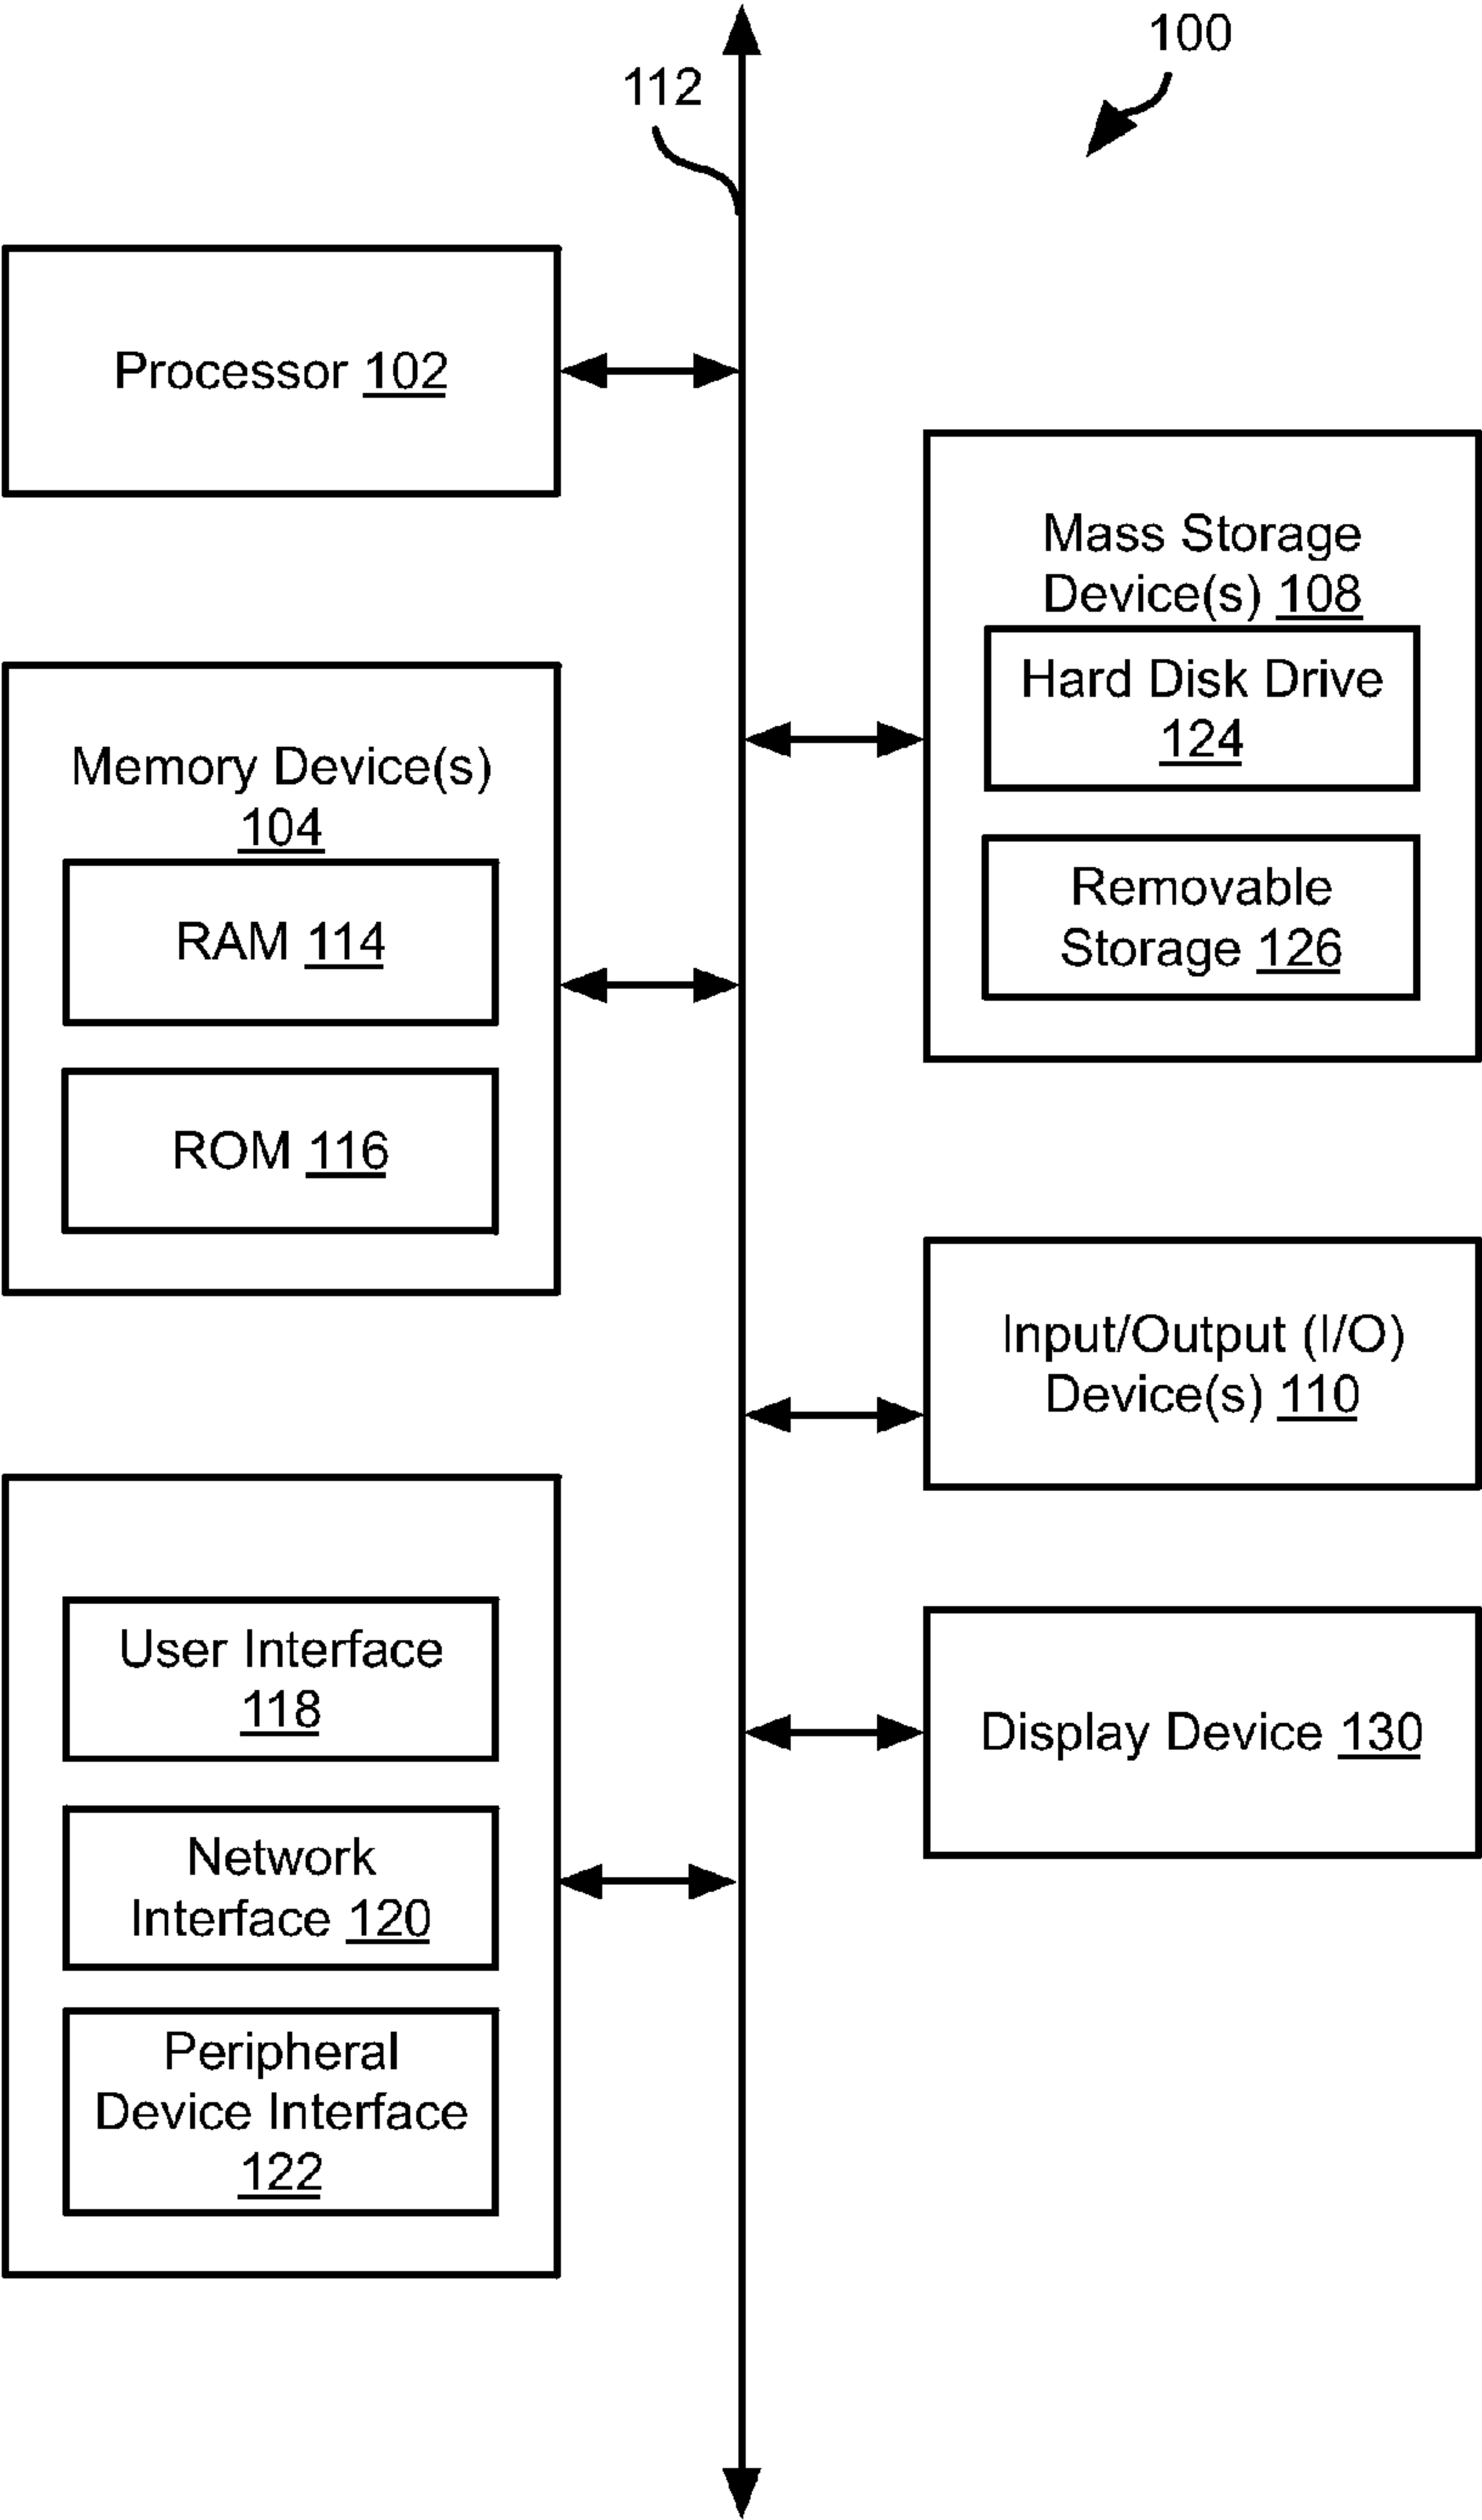 100
112
Processor 102
Mass Storage
Device(s) 108
Hard Disk Drive
124
Removable
Storage 126
Memory Device(s)
104
RAM 114
ROM 116
Input/Output (I/O)
Device(s) 110
User Interface
118
Network
Interface 120
Peripheral
Device Interface
122
Display Device 130